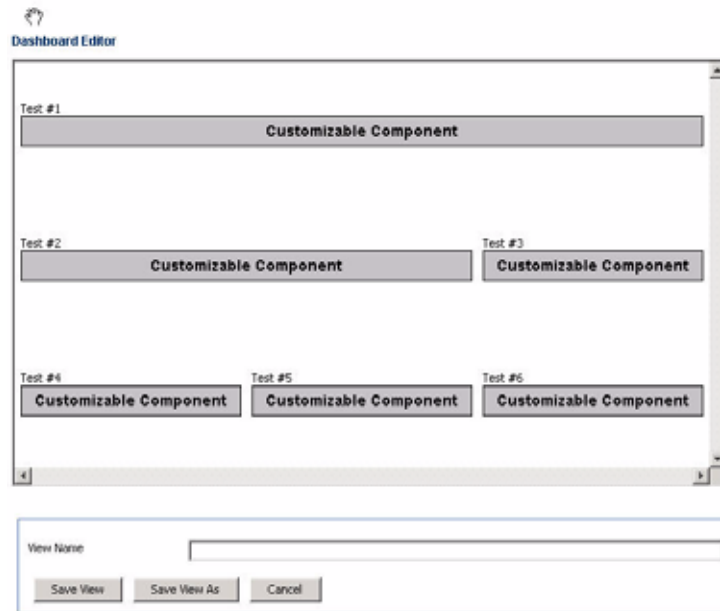 Dashboard Editor
Test #1
Customizable Component
Test #2
Test #3
Customizable Component
Customizable Component
Test #4
Test #5
Test #6
Customizable Component
Customizable Component
Customizable Component
View Name
Save View
Save View As
Cancel